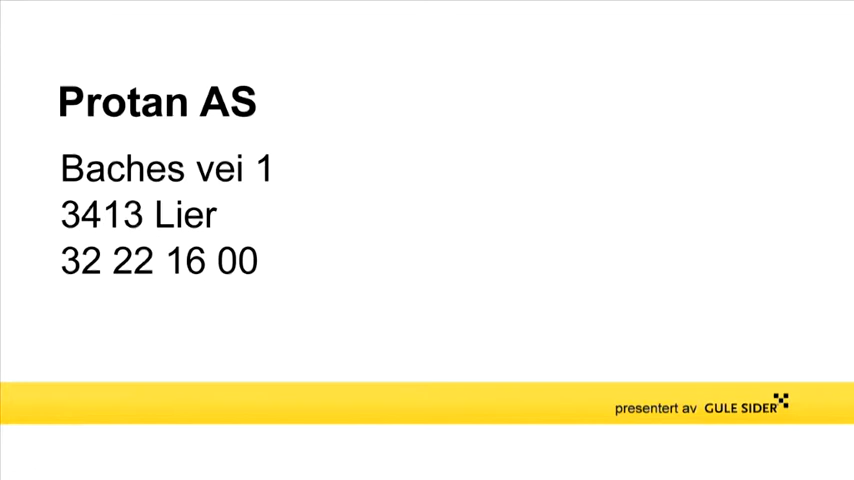 Protan AS
Baches vei 1
3413 Lier
32 22 16 00
presentert av GULE SIDER